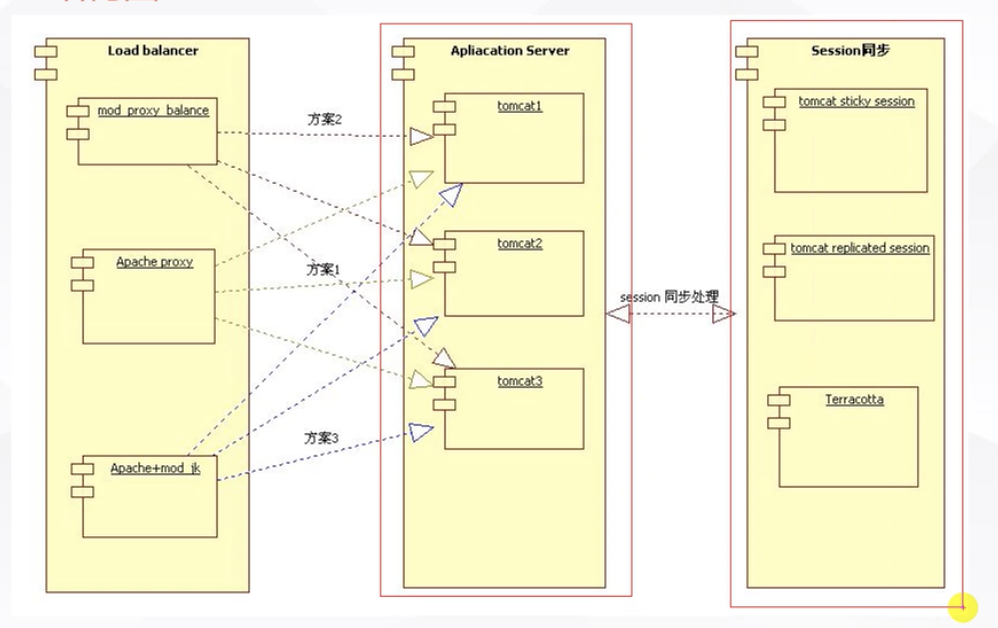 Load balancer
mod_proxy_balance
Apache proxy
Apache+mod_jk
方案2
方案1
方案3
Apliacation Server
tomcat1
tomcat2
tomcat3
session 同步处理
Session同步
tomcat sticky session
tomcat replicated session
Terracotta